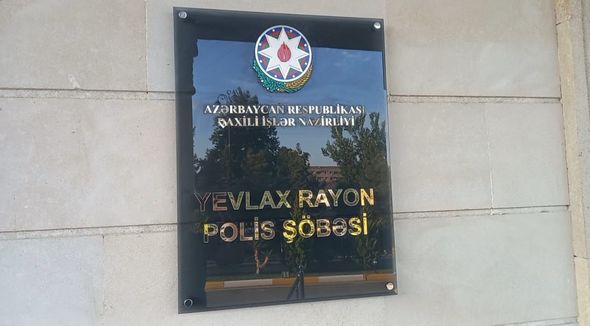 AZƏRBAYCAN RESPUBLİKASI
DAXİLİ İŞLƏR NAZİRLİYİ
YEVLAX RAYON
POLİS ŞÖBƏSİ